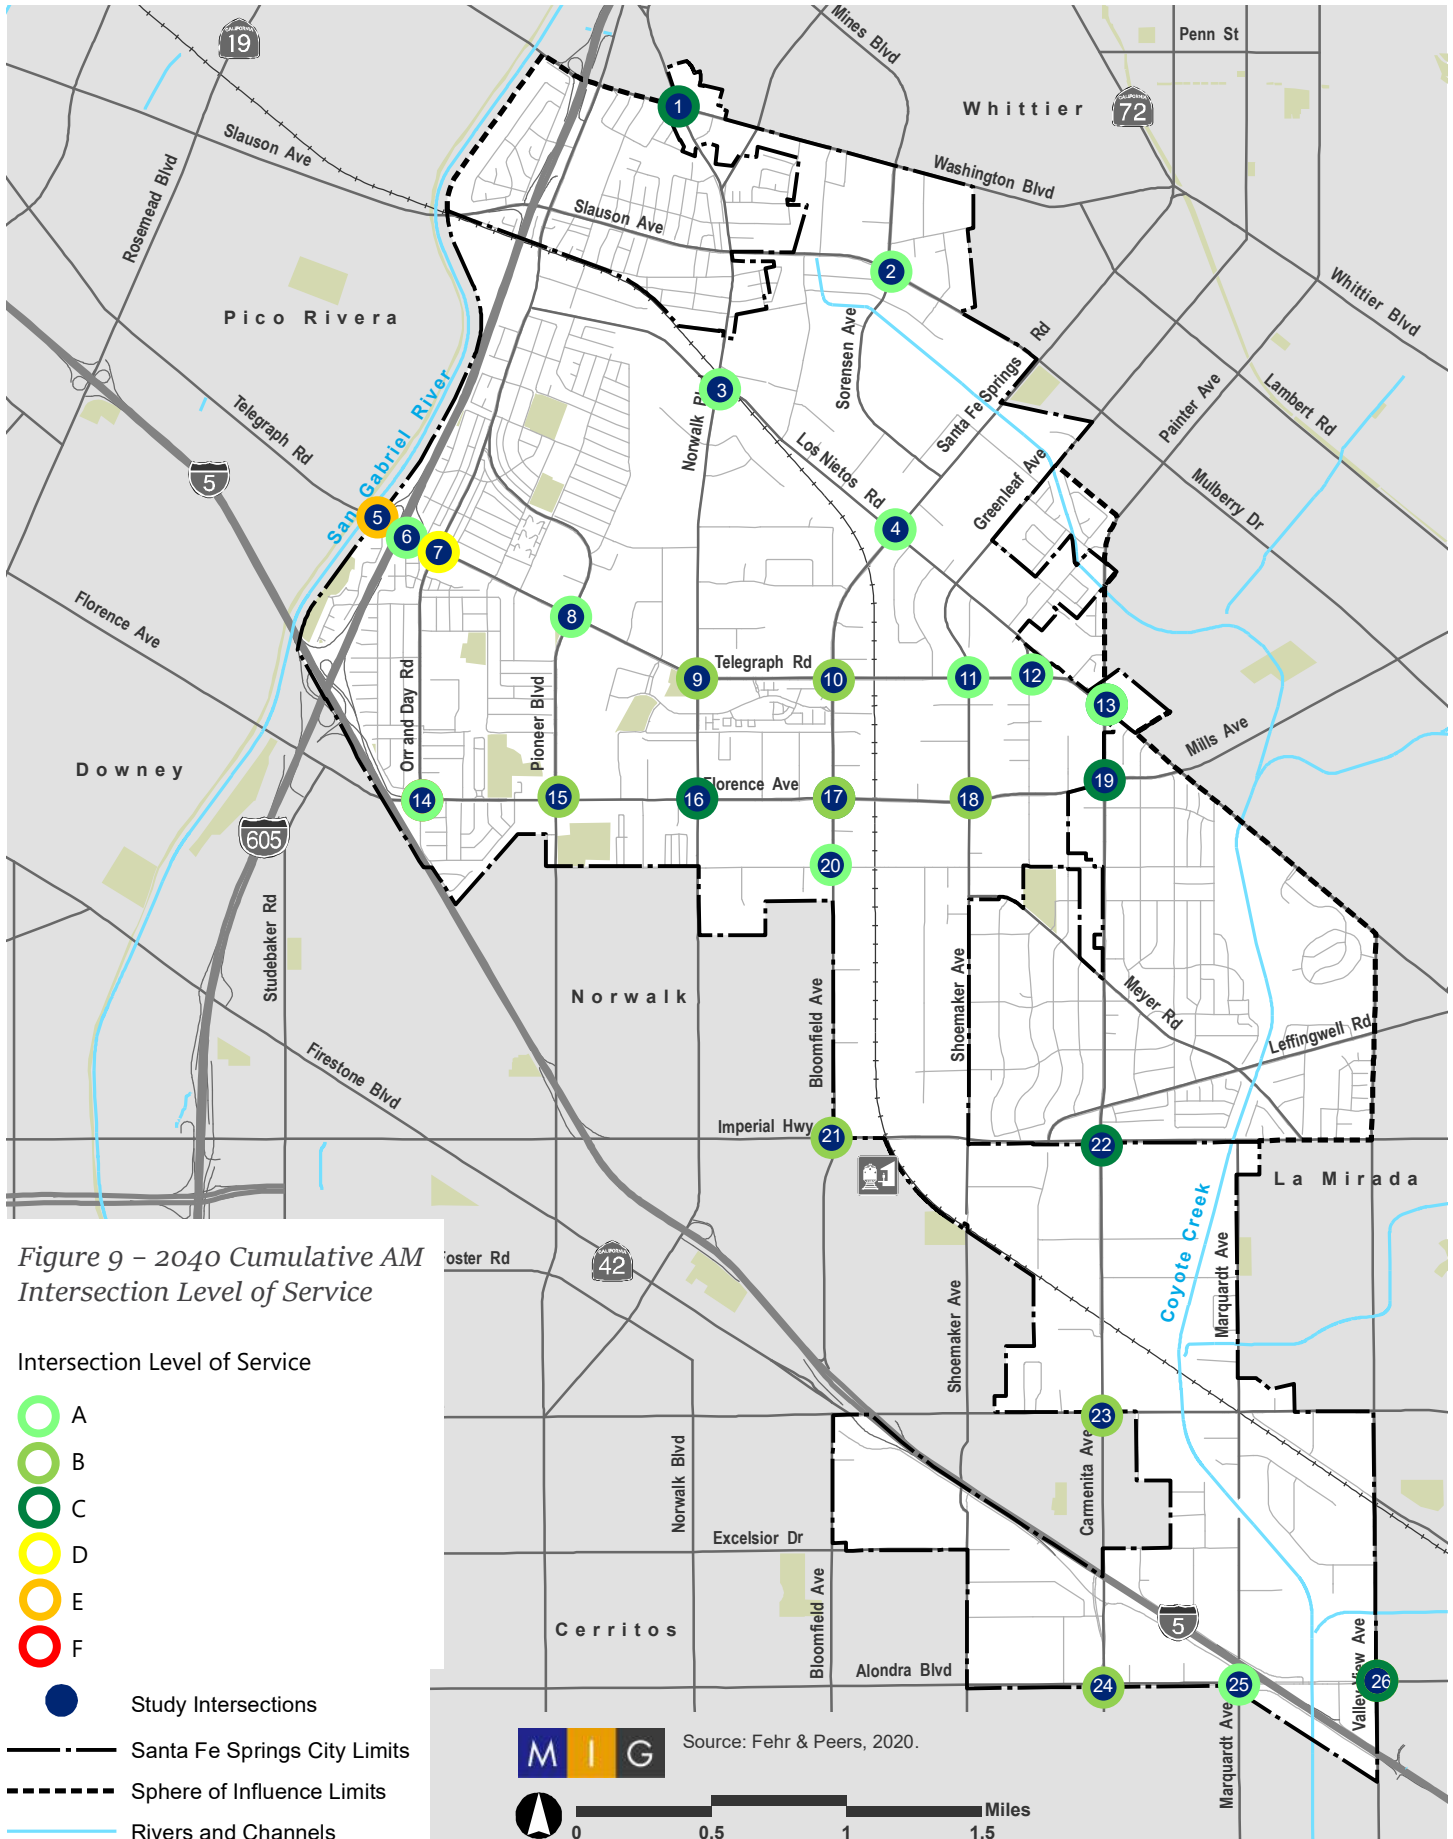 CALIFORNIA
19
Mines Blvd
Penn St
Whittier
CALIFORNIA
72
1
Slauson Ave
Rosemead Blvd
Washington Blvd
Slauson Ave
2
Whittier Blvd
Pico Rivera
Sorensen Ave
Santa Fe Springs Rd
3
Painter Ave
Lambert Rd
Telegraph Rd
San Gabriel River
Norwalk
Los Nietos Rd
Greenleaf Ave
Mulberry Dr
5
5
6
7
4
Florence Ave
8
Orr and Day Rd
Pioneer Blvd
9
Telegraph Rd
10
11
12
13
Mills Ave
Downey
14
15
16
Florence Ave
17
18
19
605
20
Studebaker Rd
Norwalk
Bloomfield Ave
Shoemaker Ave
Meyer Rd
Leffingwell Rd
Firestone Blvd
Imperial Hwy
21
22
La Mirada
Coyote Creek
Marquardt Ave
Foster Rd
CALIFORNIA
42
Shoemaker Ave
23
Norwalk Blvd
Carmenita Ave
Excelsior Dr
Bloomfield Ave
Cerritos
5
Valley View Ave
Alondra Blvd
24
25
26
Marquardt Ave
Figure 9 – 2040 Cumulative AM
Intersection Level of Service
Intersection Level of Service
A
B
C
D
E
F
Study Intersections
Santa Fe Springs City Limits
Sphere of Influence Limits
Rivers and Channels
M I G
Source: Fehr & Peers, 2020.
Miles
0 0.5 1 1.5